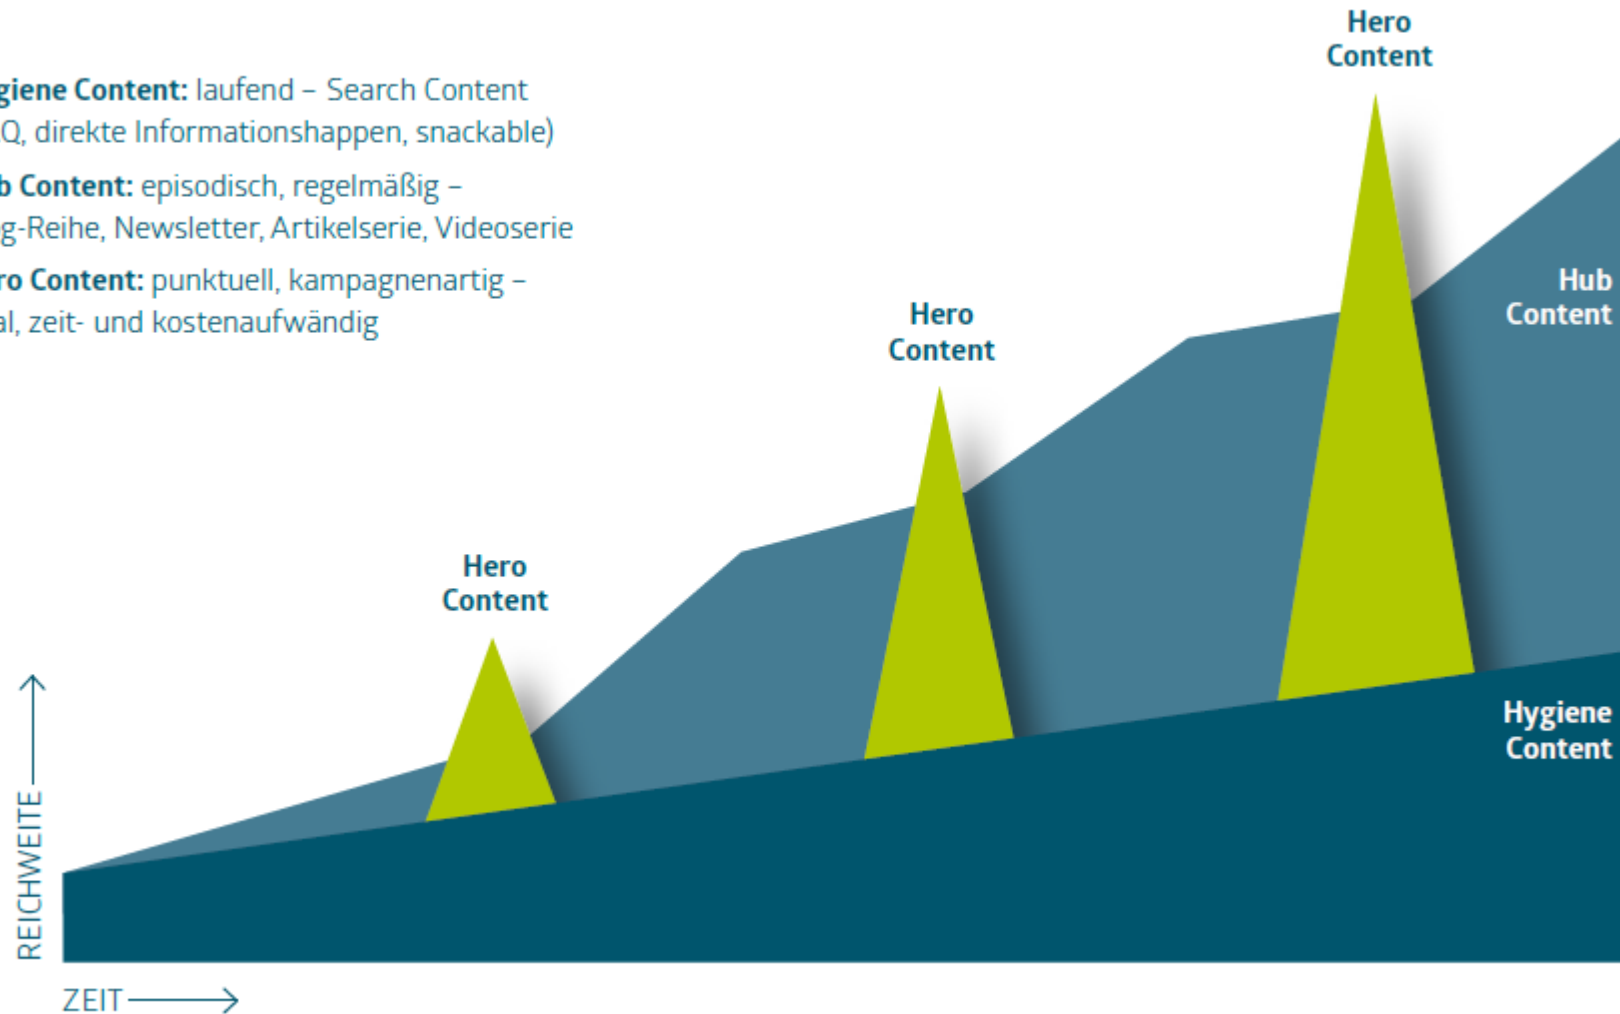 Hero
Content
giene Content: laufend – Search Content
Q, direkte Informationshappen, snackable)
b Content: episodisch, regelmäßig –
g-Reihe, Newsletter, Artikelserie, Videoserie
ro Content: punktuell, kampagnenartig –
al, zeit- und kostenaufwändig
Hub
Content
Hero
Content
Hero
Content
Hygiene
Content
REICHWEITE
ZEIT